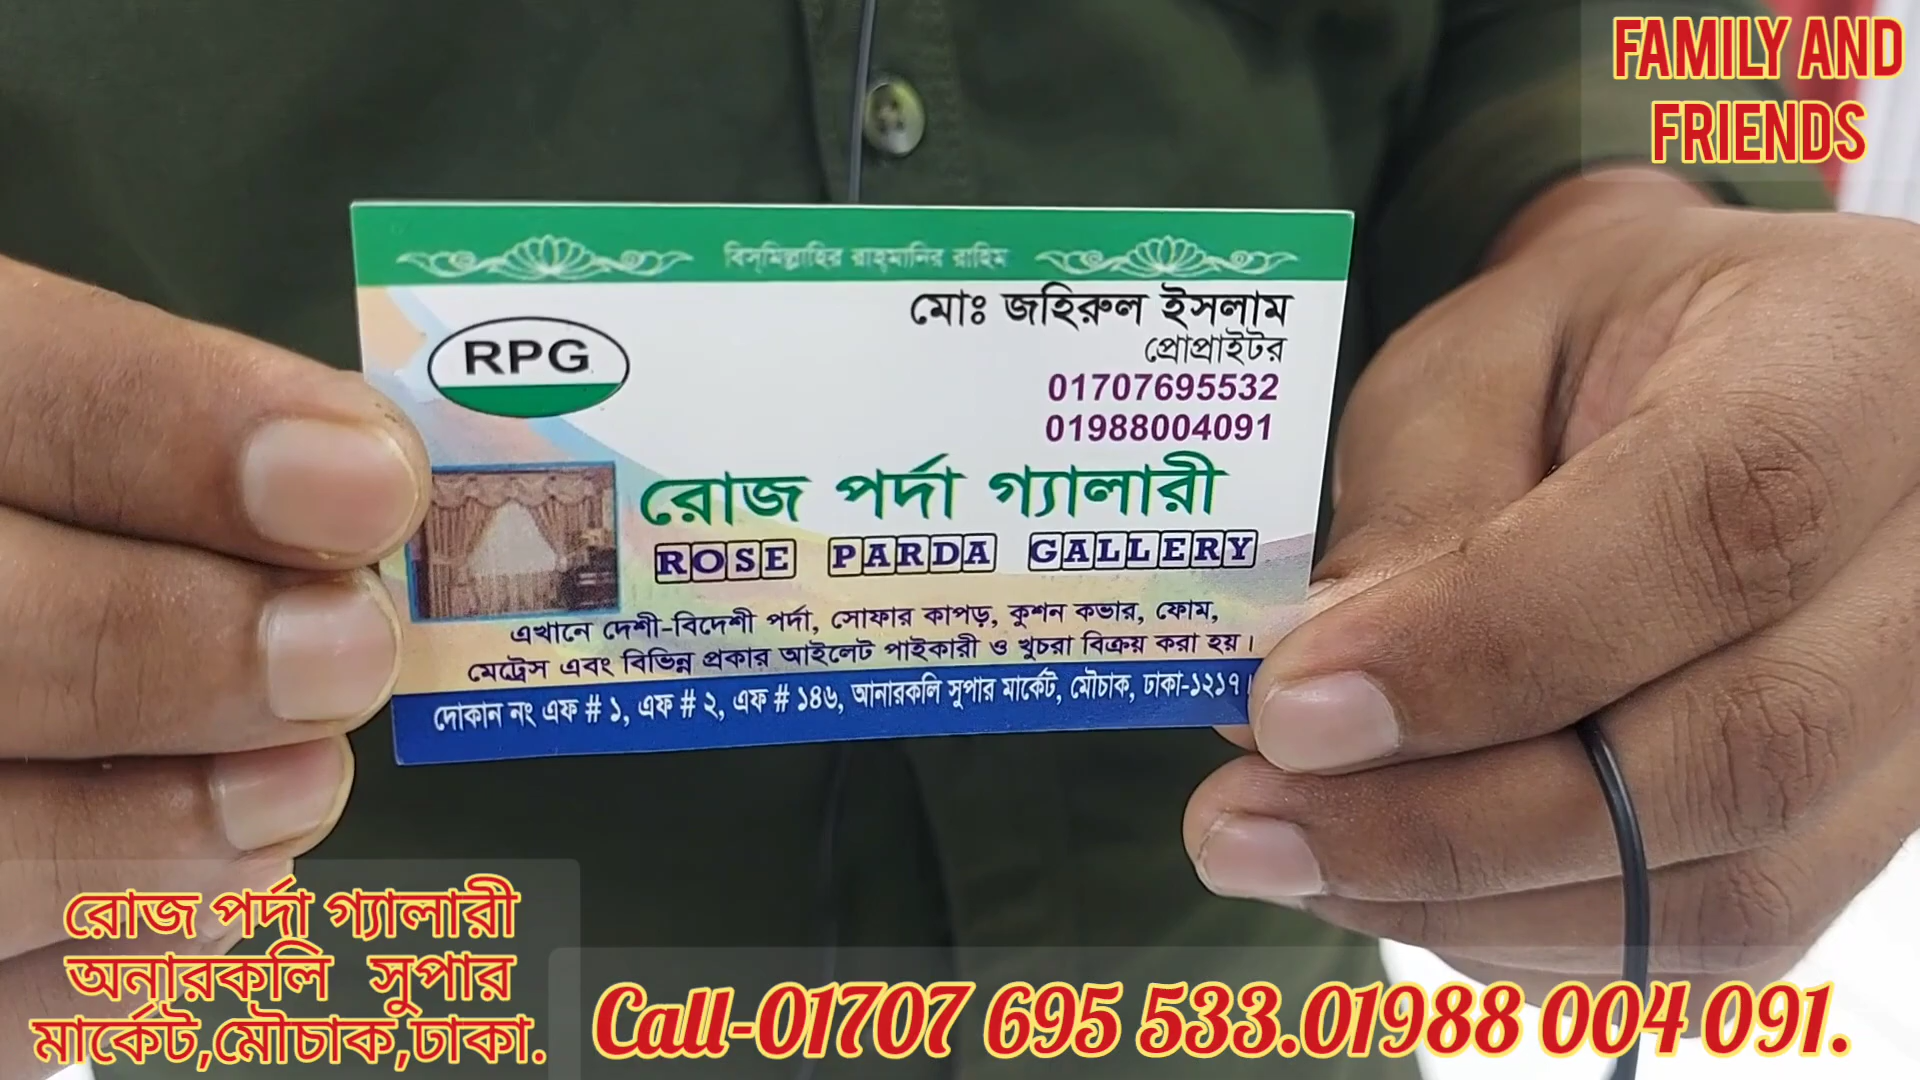 FAMILY AND
FRIENDS
বিস্‌মিল্লাহির রাহ্‌মানির রাহিম
RPG
মোঃ জহিরুল ইসলাম
প্রোপ্রাইটর
01707695532
01988004091
রোজ পর্দা গ্যালারী
ROSE PARDA GALLERY
এখানে দেশী-বিদেশী পর্দা, সোফার কাপড়, কুশন কভার, ফোম,
মেট্রেস এবং বিভিন্ন প্রকার আইলেট পাইকারী ও খুচরা বিক্রয় করা হয়।
দোকান নং এফ # ১, এফ # ২, এফ # ১৪৬, আনারকলি সুপার মার্কেট, মৌচাক, ঢাকা-১২১৭।
রোজ পর্দা গ্যালারী
অনারকলি সুপার
মার্কেট,মৌচাক,ঢাকা.
Call-01707 695 533.01988 004 091.